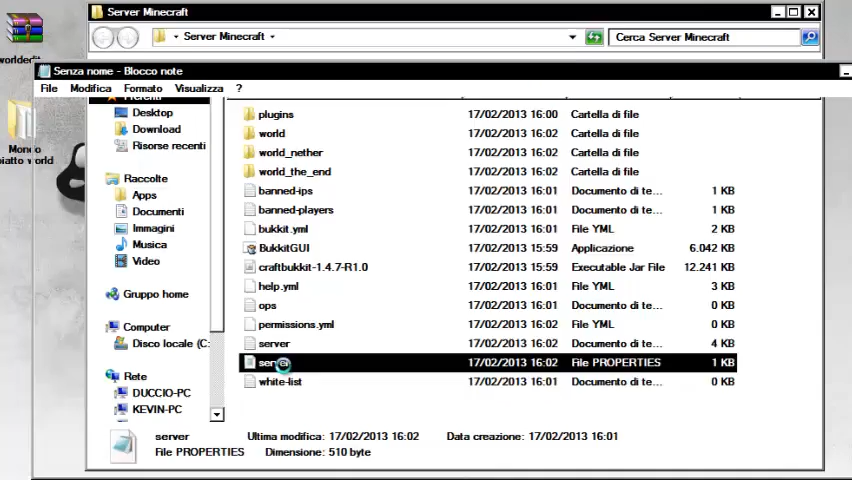 Server Minecraft
Server Minecraft
Cerca Server Minecraft
Senza nome - Blocco note
File Modifica Formato Visualizza ?
Desktop
Download
Risorse recenti
Raccolte
Apps
Documenti
Immagini
Musica
Video
Gruppo home
Computer
Disco locale (C:
Rete
DUCCIO-PC
KEVIN-PC
plugins 17/02/2013 16:00 Cartella di file
world 17/02/2013 16:02 Cartella di file
world_nether 17/02/2013 16:02 Cartella di file
world_the_end 17/02/2013 16:02 Cartella di file
banned-ips 17/02/2013 16:01 Documento di te... 1 KB
banned-players 17/02/2013 16:01 Documento di te... 1 KB
bukkit.yml 17/02/2013 16:01 File YML 2 KB
BukkitGUI 17/02/2013 15:59 Applicazione 6.042 KB
craftbukkit-1.4.7-R1.0 17/02/2013 15:59 Executable Jar File 12.241 KB
help.yml 17/02/2013 16:01 File YML 3 KB
ops 17/02/2013 16:01 Documento di te... 0 KB
permissions.yml 17/02/2013 16:02 File YML 0 KB
server 17/02/2013 16:02 Documento di te... 4 KB
server 17/02/2013 16:02 File PROPERTIES 1 KB
white-list 17/02/2013 16:01 Documento di te... 0 KB
server Ultima modifica: 17/02/2013 16:02 Data creazione: 17/02/2013 16:01
File PROPERTIES Dimensione: 510 byte